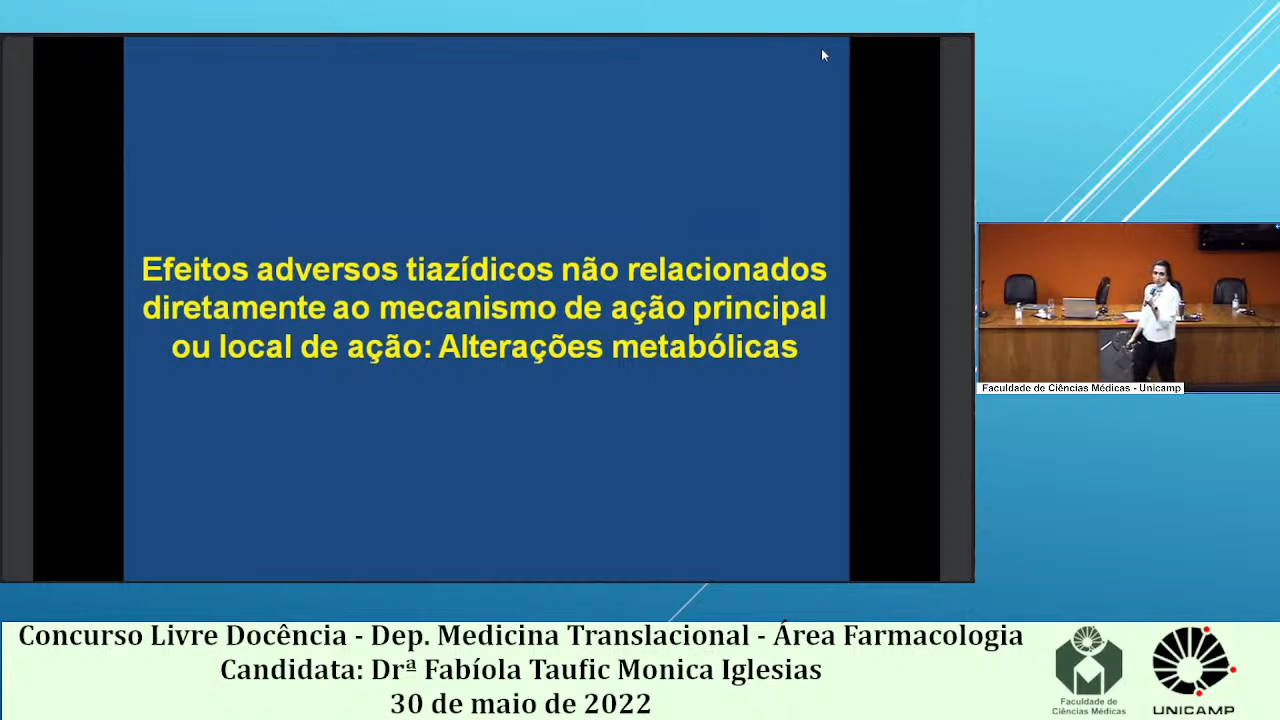 Efeitos adversos tiazídicos não relacionados
diretamente ao mecanismo de ação principal
ou local de ação: Alterações metabólicas
Faculdade de Ciências Médicas - Unicamp
Concurso Livre Docência - Dep. Medicina Translacional - Área Farmacologia
Candidata: Drª Fabíola Taufic Monica Iglesias
30 de maio de 2022
Faculdade de
Ciências Médicas
UNICAMP